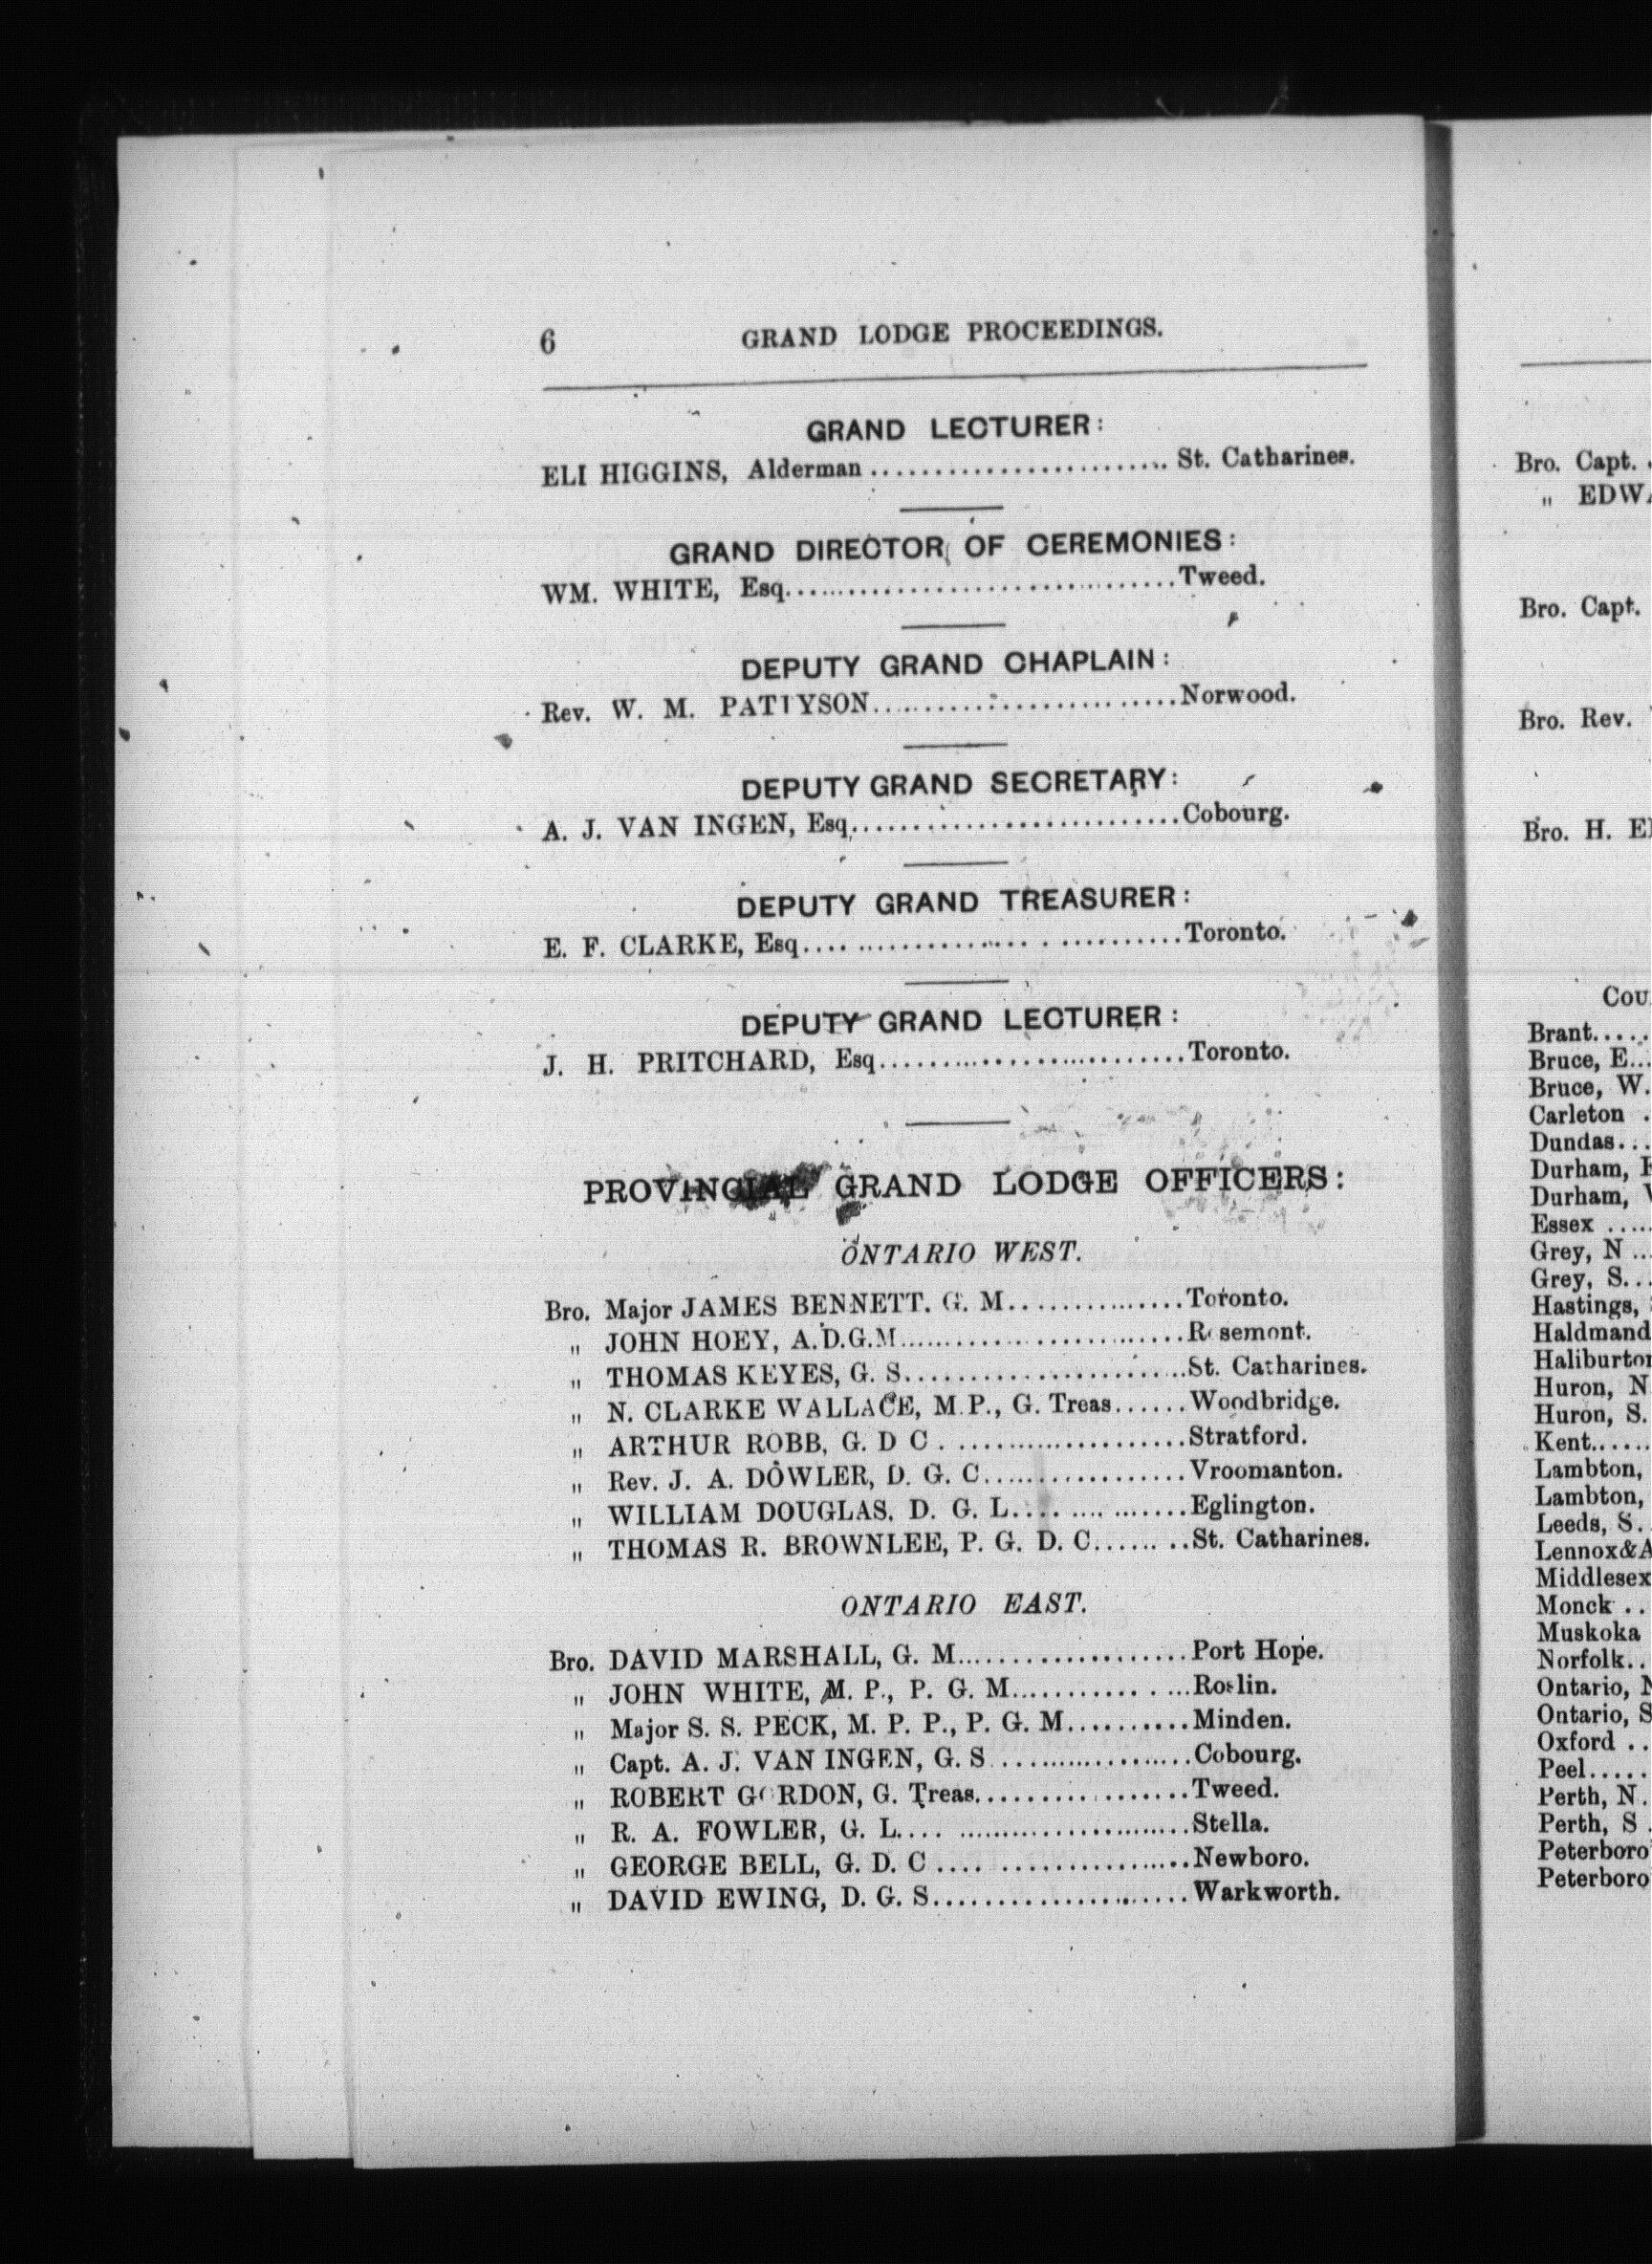 6 GRAND LODGE PROCEEDINGS.
GRAND LECTURER:
ELI HIGGINS, Alderman ........................ St. Catharines.
GRAND DIRECTOR OF CEREMONIES:
WM. WHITE, Esq..............................Tweed.
DEPUTY GRAND CHAPLAIN:
Rev. W. M. PATTYSON........................Norwood.
DEPUTY GRAND SECRETARY:
A. J. VAN INGEN, Esq..........................Cobourg.
DEPUTY GRAND TREASURER:
E. F. CLARKE, Esq.............................Toronto.
DEPUTY GRAND LECTURER:
J. H. PRITCHARD, Esq........................Toronto.
PROVINCIAL GRAND LODGE OFFICERS:
ONTARIO WEST.
Bro. Major JAMES BENNETT. G. M..............Toronto.
" JOHN HOEY, A.D.G.M......................Rosemont.
" THOMAS KEYES, G. S......................St. Catharines.
" N. CLARKE WALLACE, M.P., G. Treas......Woodbridge.
" ARTHUR ROBB, G. D C ....................Stratford.
" Rev. J. A. DOWLER, D. G. C................Vroomanton.
" WILLIAM DOUGLAS. D. G. L..............Eglington.
" THOMAS R. BROWNLEE, P. G. D. C........St. Catharines.
ONTARIO EAST.
Bro. DAVID MARSHALL, G. M..................Port Hope.
" JOHN WHITE, M. P., P. G. M..............Roslin.
" Major S. S. PECK, M. P. P., P. G. M..........Minden.
" Capt. A. J. VAN INGEN, G. S................Cobourg.
" ROBERT GORDON, G. Treas.................Tweed.
" R. A. FOWLER, G. L......................Stella.
" GEORGE BELL, G. D. C ....................Newboro.
" DAVID EWING, D. G. S....................Warkworth.
Bro. Capt.
"
Bro. Capt.
Bro. Rev.
Bro. H.
Brant.....
Bruce, E...
Bruce, W.
Carleton .
Dundas...
Durham,
Durham,
Essex .....
Grey, N ...
Grey, S...
Hastings,
Huron, N
Huron, S.
Kent......
Lambton,
Lambton,
Leeds, S.
Lennox&
Middlesex
Monck ..
Muskoka
Norfolk..
Ontario,
Ontario,
Oxford ..
Peel.....
Perth, N.
Perth, S .
Peterboro
Peterboro